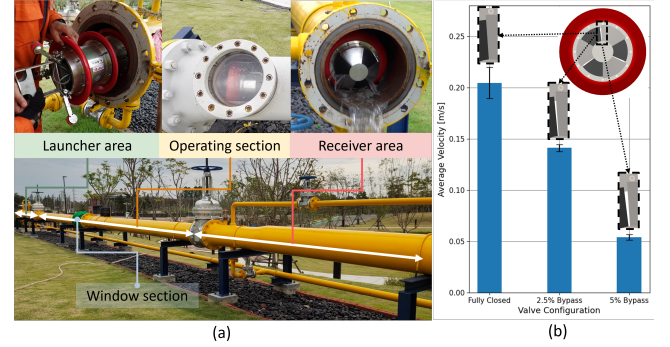 Launcher area
Operating section
Receiver area
Window section
(a)
(b)
Average Velocity [m/s]
0.25
0.20
0.15
0.10
0.05
0.00
Fully Closed
2.5% Bypass
5% Bypass
Valve Configuration